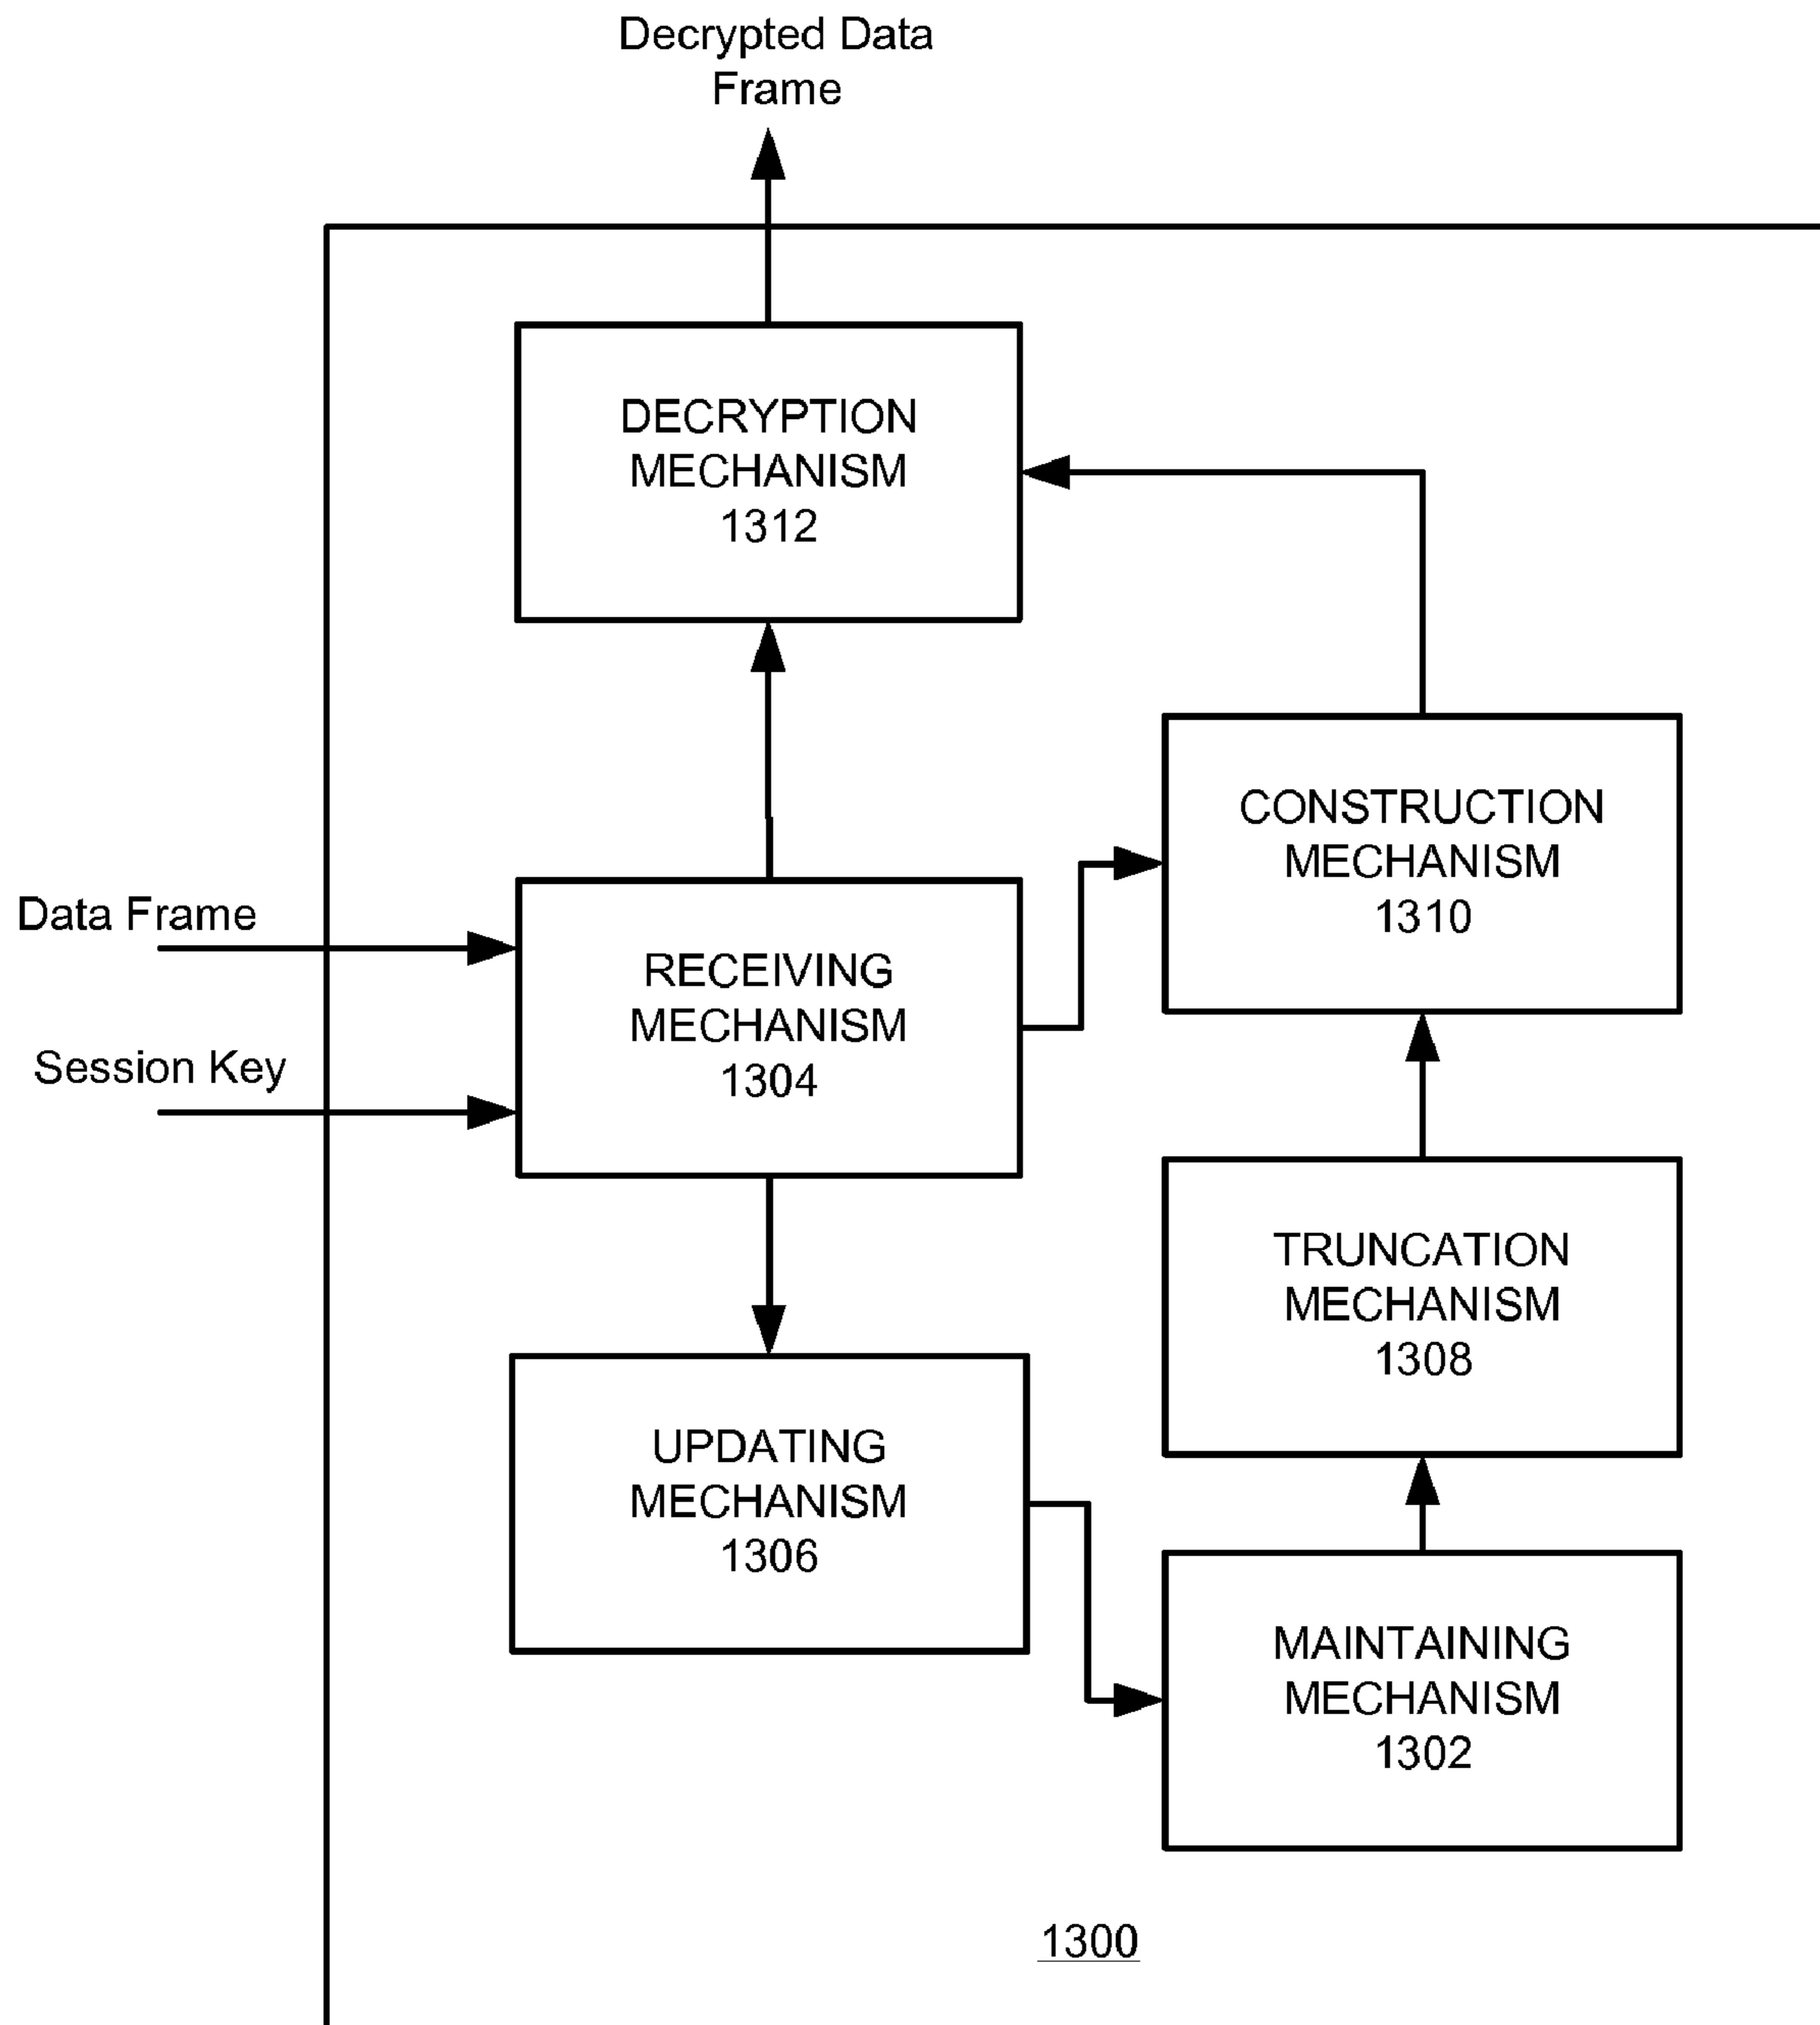 Decrypted Data
Frame
DECRYPTION
MECHANISM
1312
CONSTRUCTION
MECHANISM
1310
Data Frame
Session Key
RECEIVING
MECHANISM
1304
TRUNCATION
MECHANISM
1308
UPDATING
MECHANISM
1306
MAINTAINING
MECHANISM
1302
1300